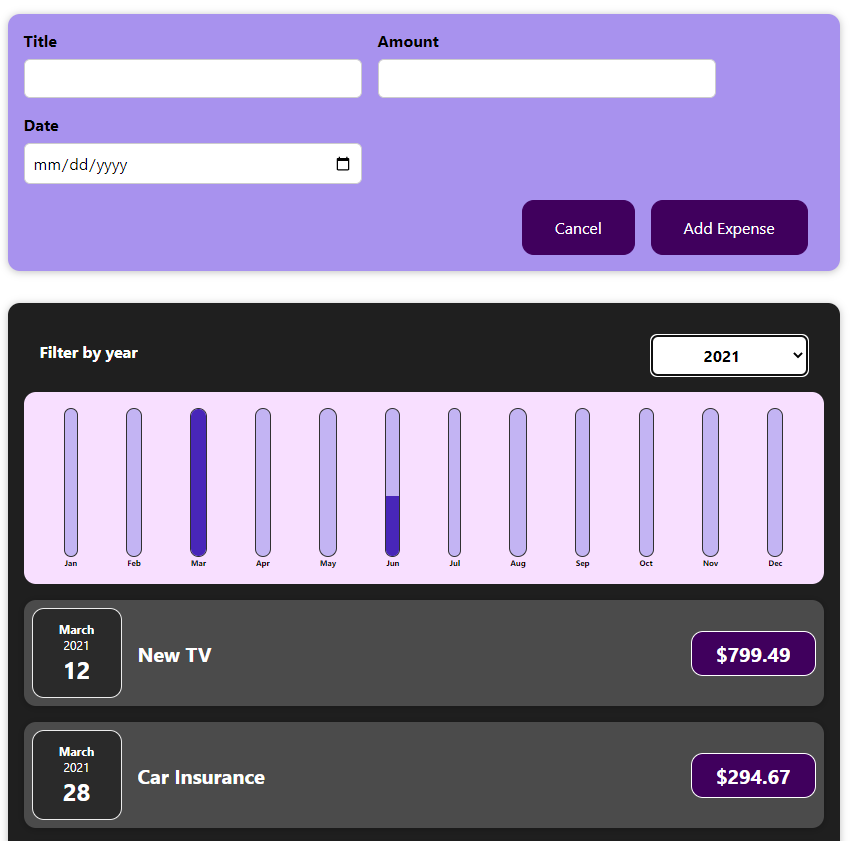 Title Amount
Date
mm/dd/yyyy
Cancel Add Expense
Filter by year 2021
Jan Feb Mar Apr May Jun Jul Aug Sep Oct Nov Dec
March
2021
12
New TV
$799.49
March
2021
28
Car Insurance
$294.67